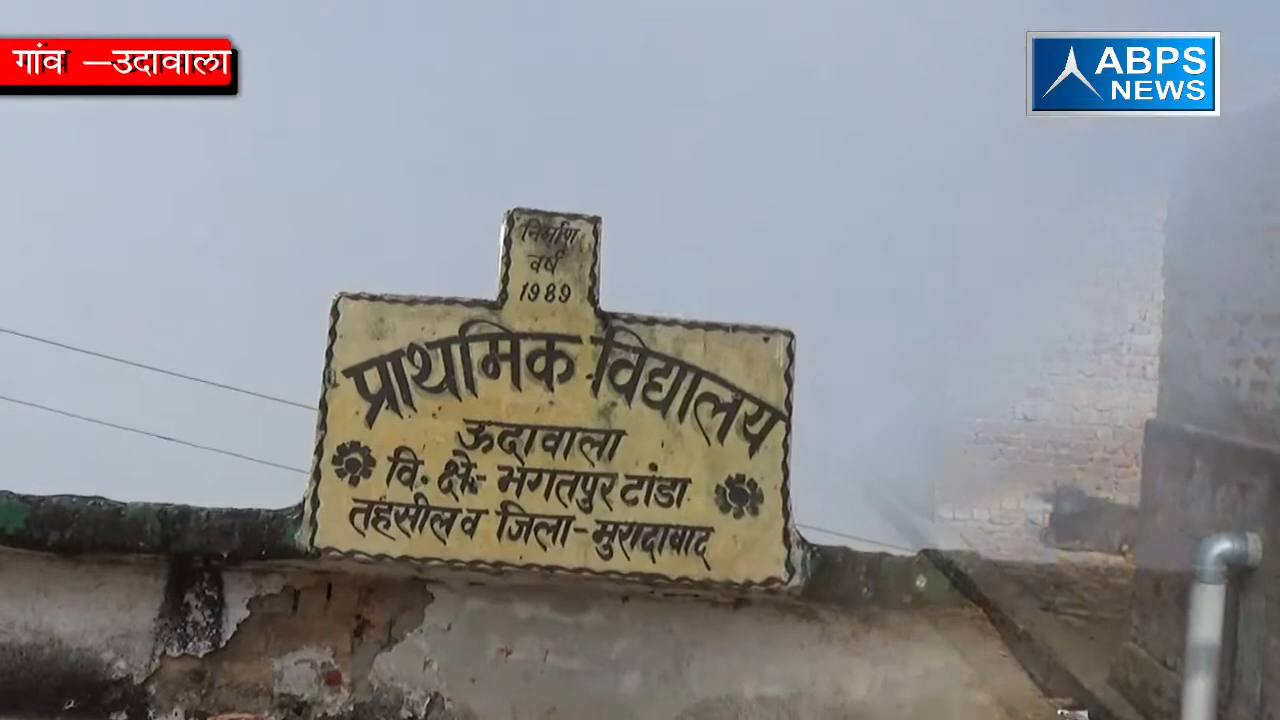 गांव —उदावाला
ABPS
NEWS
निर्माण
वर्ष
1989
प्राथमिक विद्यालय
ऊदावाला
वि. क्षे.- भगतपुर टांडा
तहसील व जिला-मुरादाबाद